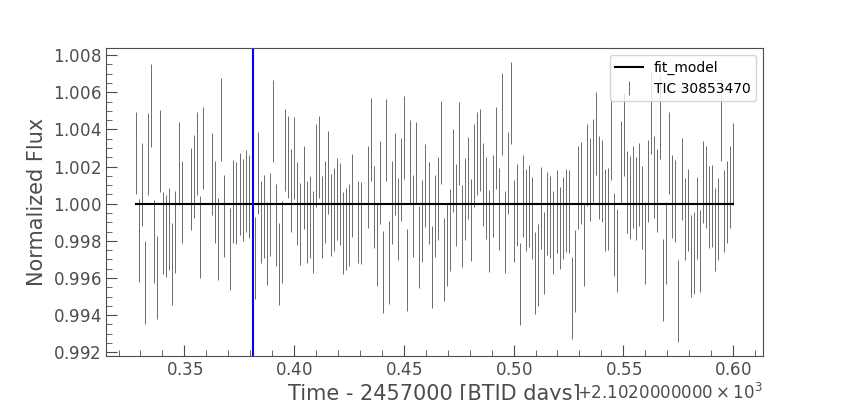 1.008
1.006
1.004
1.002
1.000
0.998
0.996
0.994
0.992
Normalized Flux
fit_model
TIC 30853470
0.35 0.40 0.45 0.50 0.55 0.60
Time - 2457000 [BTJD days]
+2.1020000000 × 10³